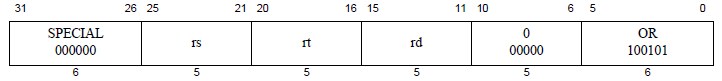 31 26 25 21 20 16 15 11 10 6 5 0
SPECIAL rs rt rd 0 OR
000000 00000 100101
6 5 5 5 5 6